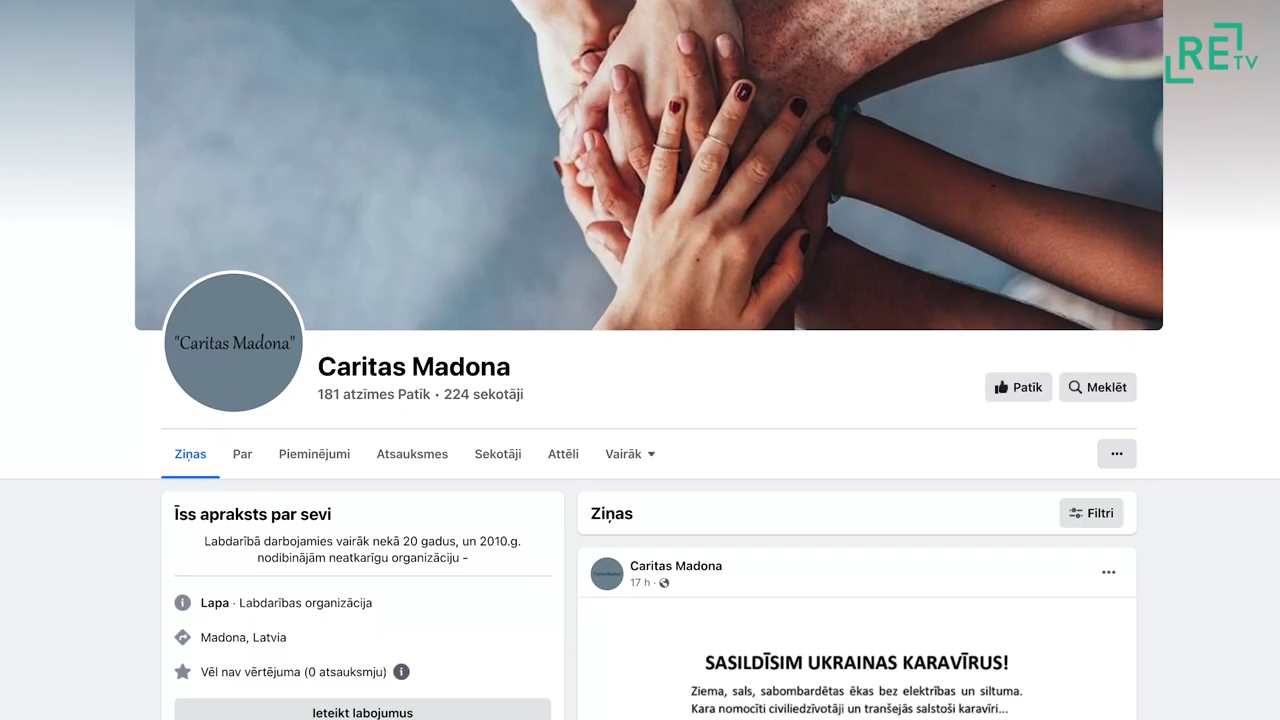 RE TV
"Caritas Madona"
Caritas Madona
181 atzīmes Patīk • 224 sekotāji
Patīk
Meklēt
Ziņas
Par
Pieminējumi
Atsauksmes
Sekotāji
Attēli
Vairāk
Īss apraksts par sevi
Labdarībā darbojamies vairāk nekā 20 gadus, un 2010.g.
nodibinājām neatkarīgu organizāciju -
Lapa · Labdarības organizācija
Madona, Latvia
Vēl nav vērtējuma (0 atsauksmju)
Ieteikt labojumus
Ziņas
Filtri
Caritas Madona
17 h ·
SASILDĪSIM UKRAINAS KARAVĪRUS!
Ziema, sals, sabombardētas ēkas bez elektrības un siltuma.
Kara nomocīti civiliedzīvotāji un tranšejās salstoši karavīri...